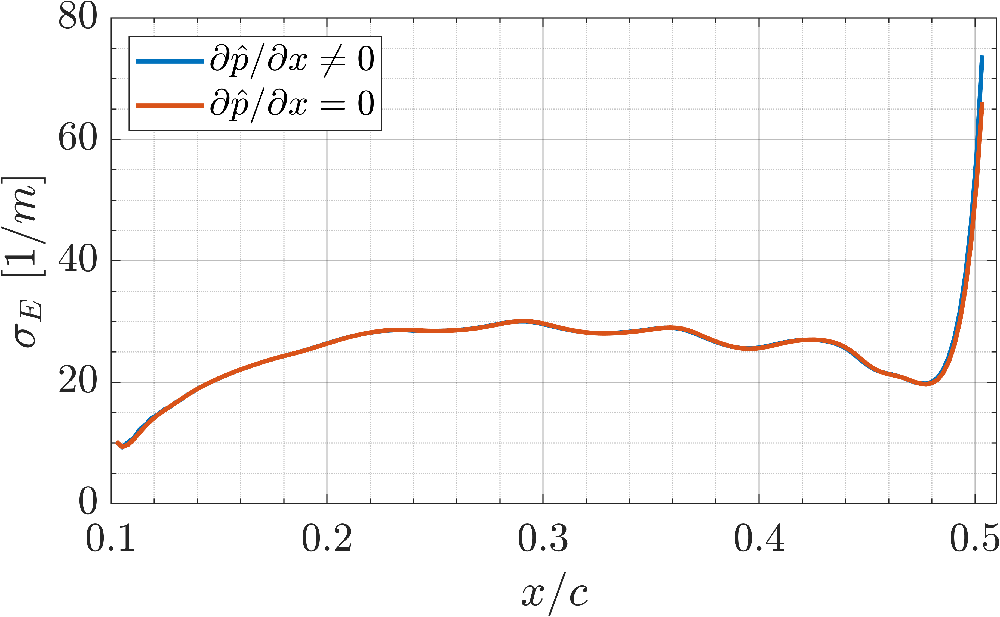 80
60
40
20
0
σ_E [1/m]
∂p̂/∂x ≠ 0
∂p̂/∂x = 0
0.1 0.2 0.3 0.4 0.5
x/c